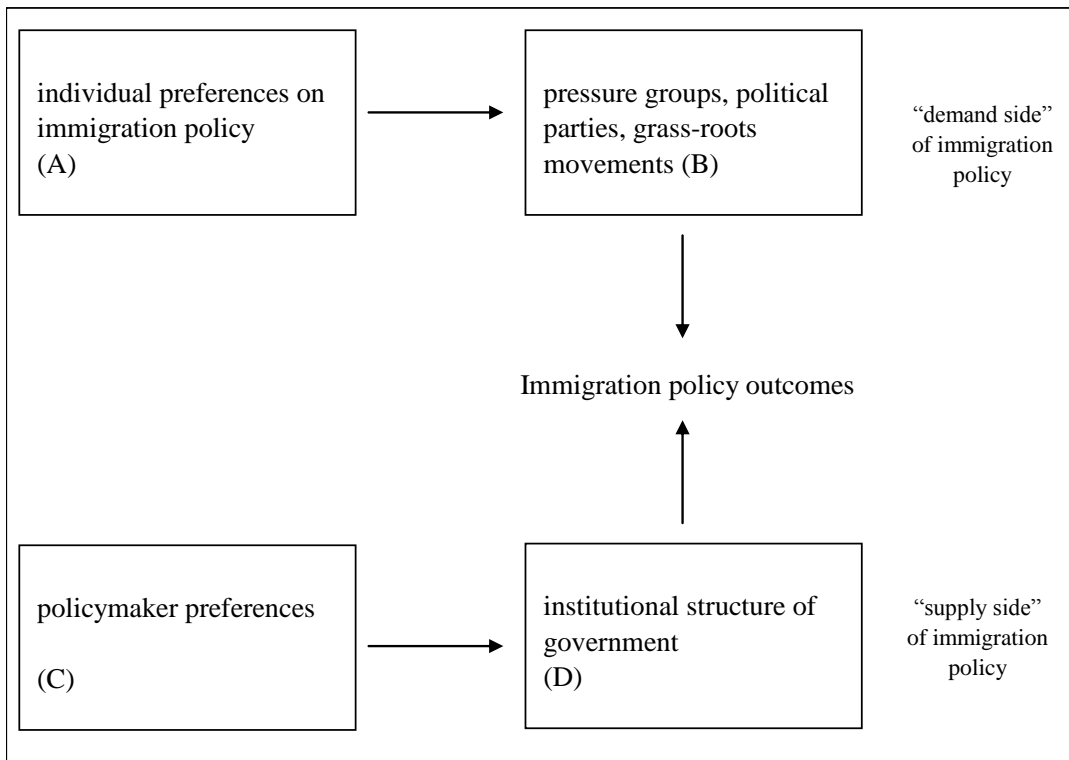 individual preferences on
immigration policy
(A)
pressure groups, political
parties, grass-roots
movements (B)
“demand side”
of immigration
policy
Immigration policy outcomes
policymaker preferences
(C)
institutional structure of
government
(D)
“supply side”
of immigration
policy